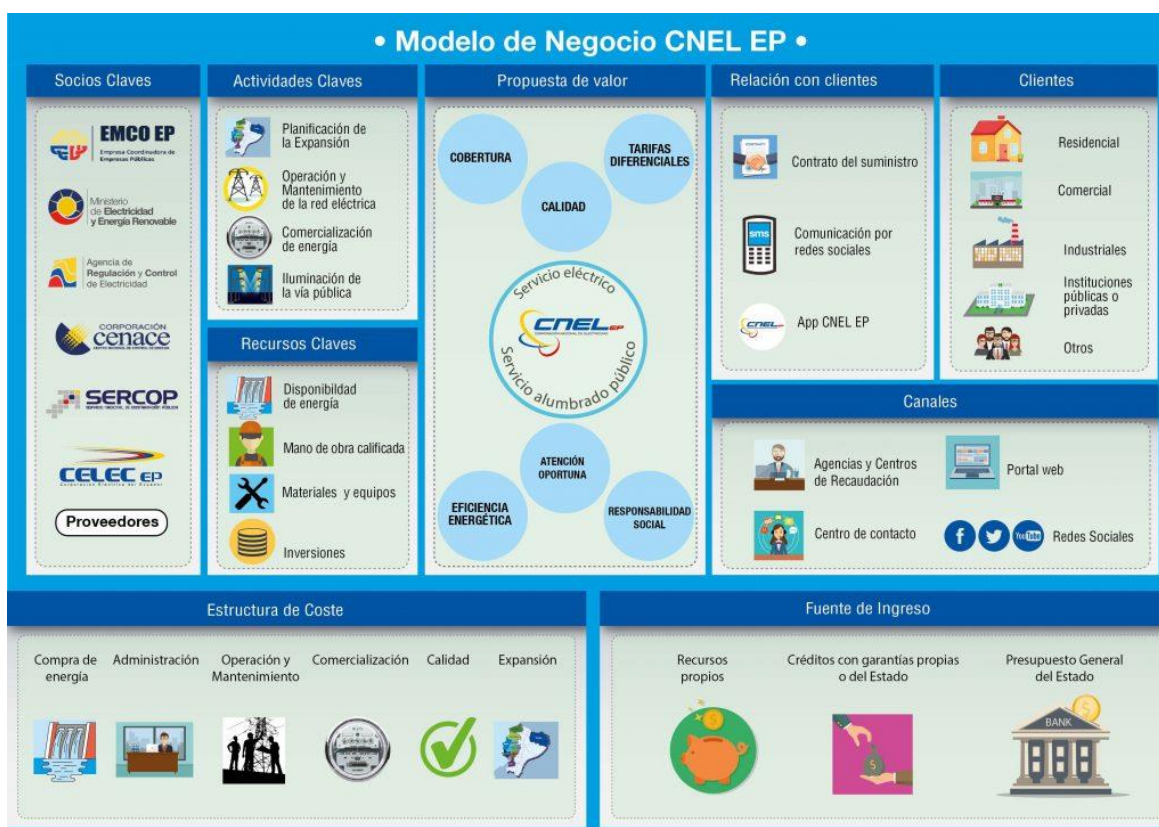 • Modelo de Negocio CNEL EP •
Socios Claves
EMCO EP
Empresa Coordinadora de
Empresas Públicas
Ministerio
de Electricidad
y Energía Renovable
Agencia de
Regulación y Control
de Electricidad
CORPORACIÓN
cenace
SERCOP
CELEC EP
Proveedores
Actividades Claves
Planificación de
la Expansión
Operación y
Mantenimiento
de la red eléctrica
Comercialización
de energía
Iluminación de
la vía pública
Recursos Claves
Disponibildad
de energía
Mano de obra calificada
Materiales y equipos
Inversiones
Propuesta de valor
COBERTURA
TARIFAS
DIFERENCIALES
CALIDAD
Servicio eléctrico
CNEL EP
Servicio alumbrado público
ATENCIÓN
OPORTUNA
EFICIENCIA
ENERGÉTICA
RESPONSABILIDAD
SOCIAL
Relación con clientes
CONTRACT
Contrato del suministro
sms
Comunicación por
redes sociales
CNEL EP
App CNEL EP
Clientes
Residencial
Comercial
Industriales
Instituciones
públicas o
privadas
Otros
Canales
Agencias y Centros
de Recaudación
Portal web
Centro de contacto
f
YouTube
Redes Sociales
Estructura de Coste
Compra de
energía
Administración
Operación y
Mantenimiento
Comercialización
Calidad
Expansión
Fuente de Ingreso
Recursos
propios
Créditos con garantías propias
o del Estado
Presupuesto General
del Estado
$
$
$
BANK